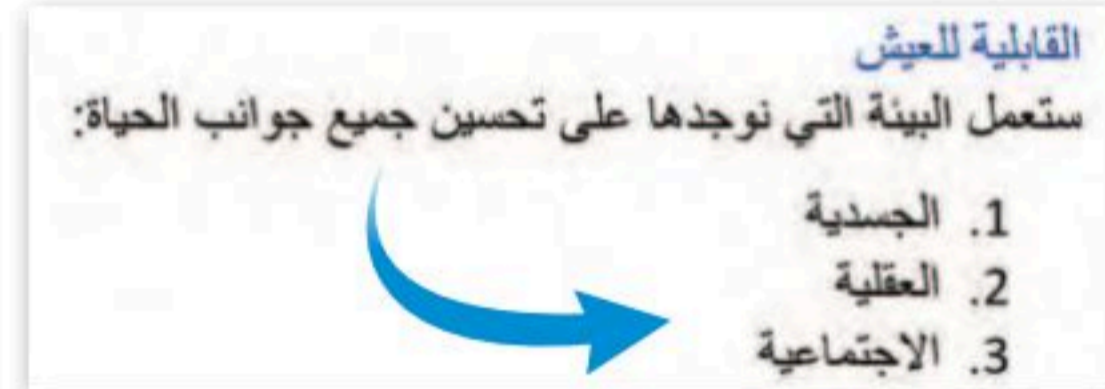 القابلية للعيش
ستعمل البيئة التي نوجدها على تحسين جميع جوانب الحياة:
1. الجسدية
2. العقلية
3. الاجتماعية